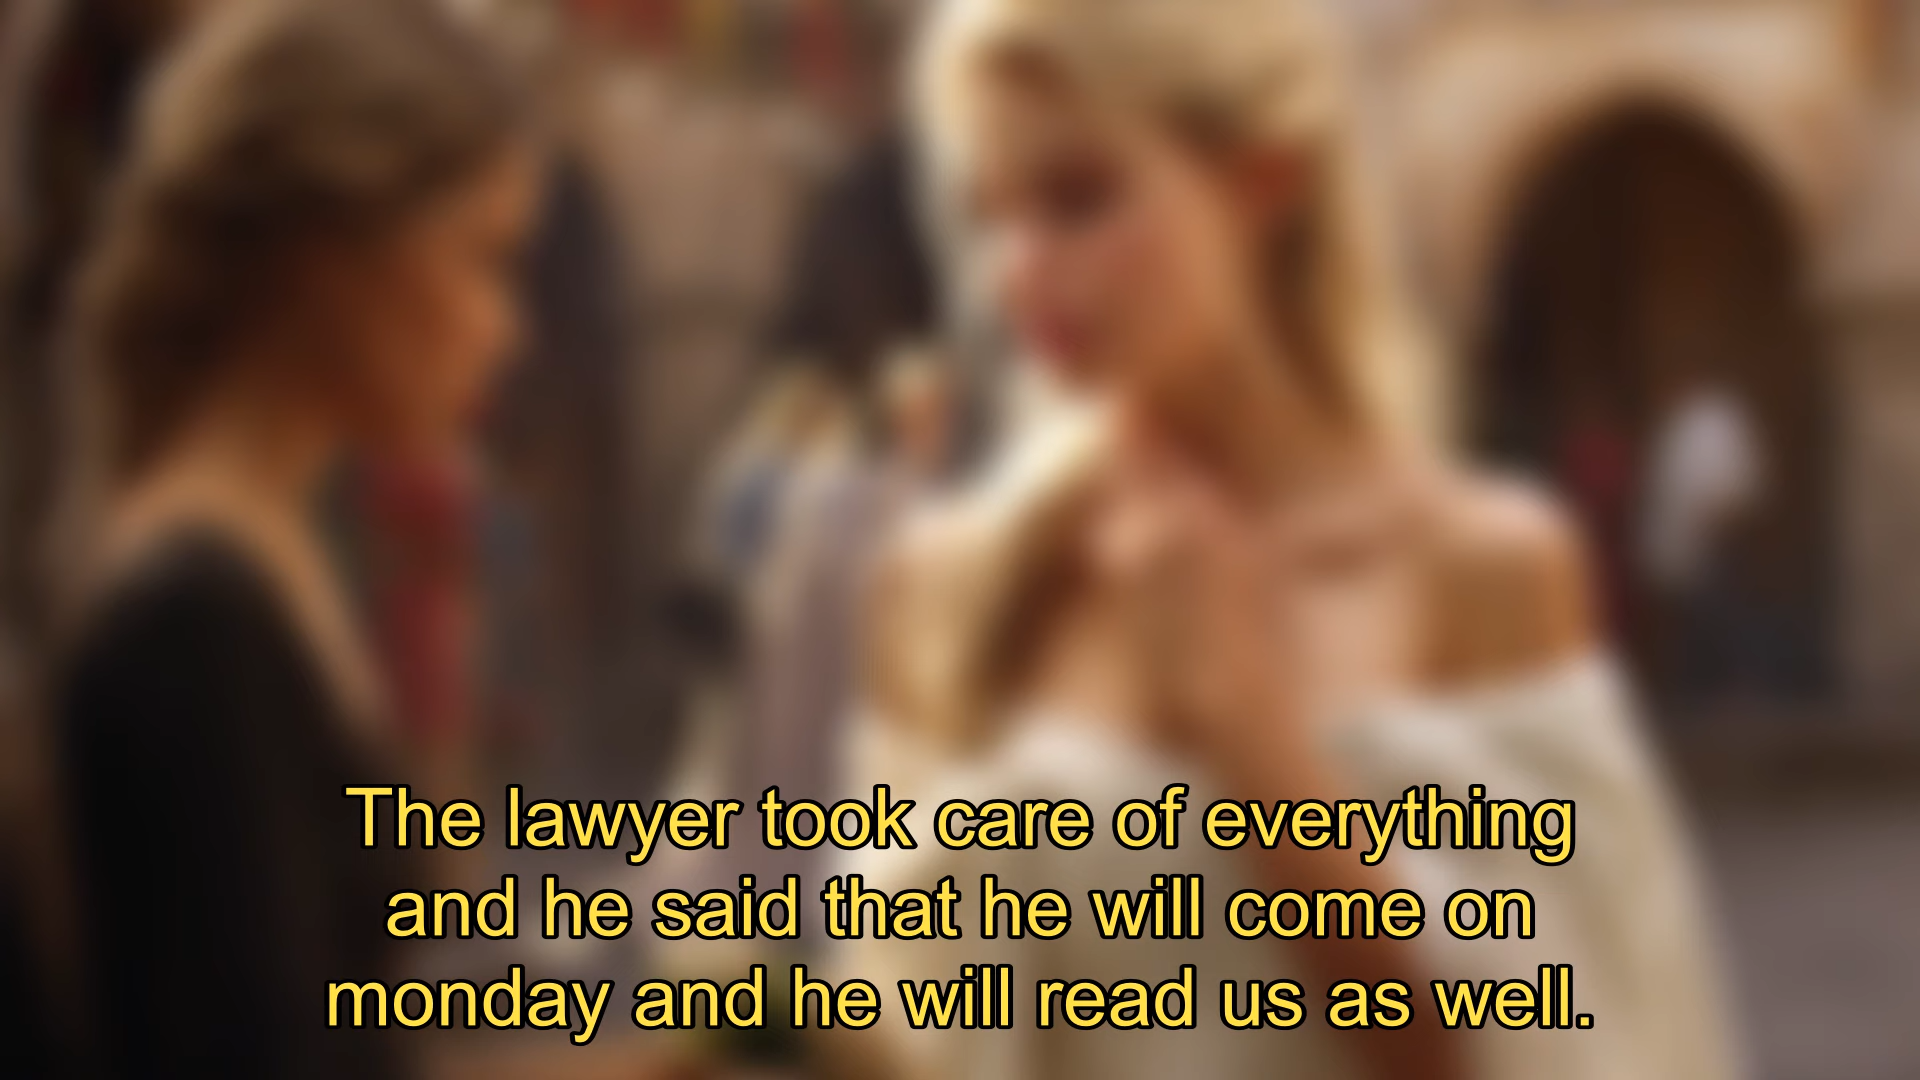 The lawyer took care of everything
and he said that he will come on
monday and he will read us as well.